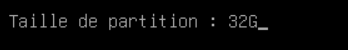 Taille de partition : 32G_